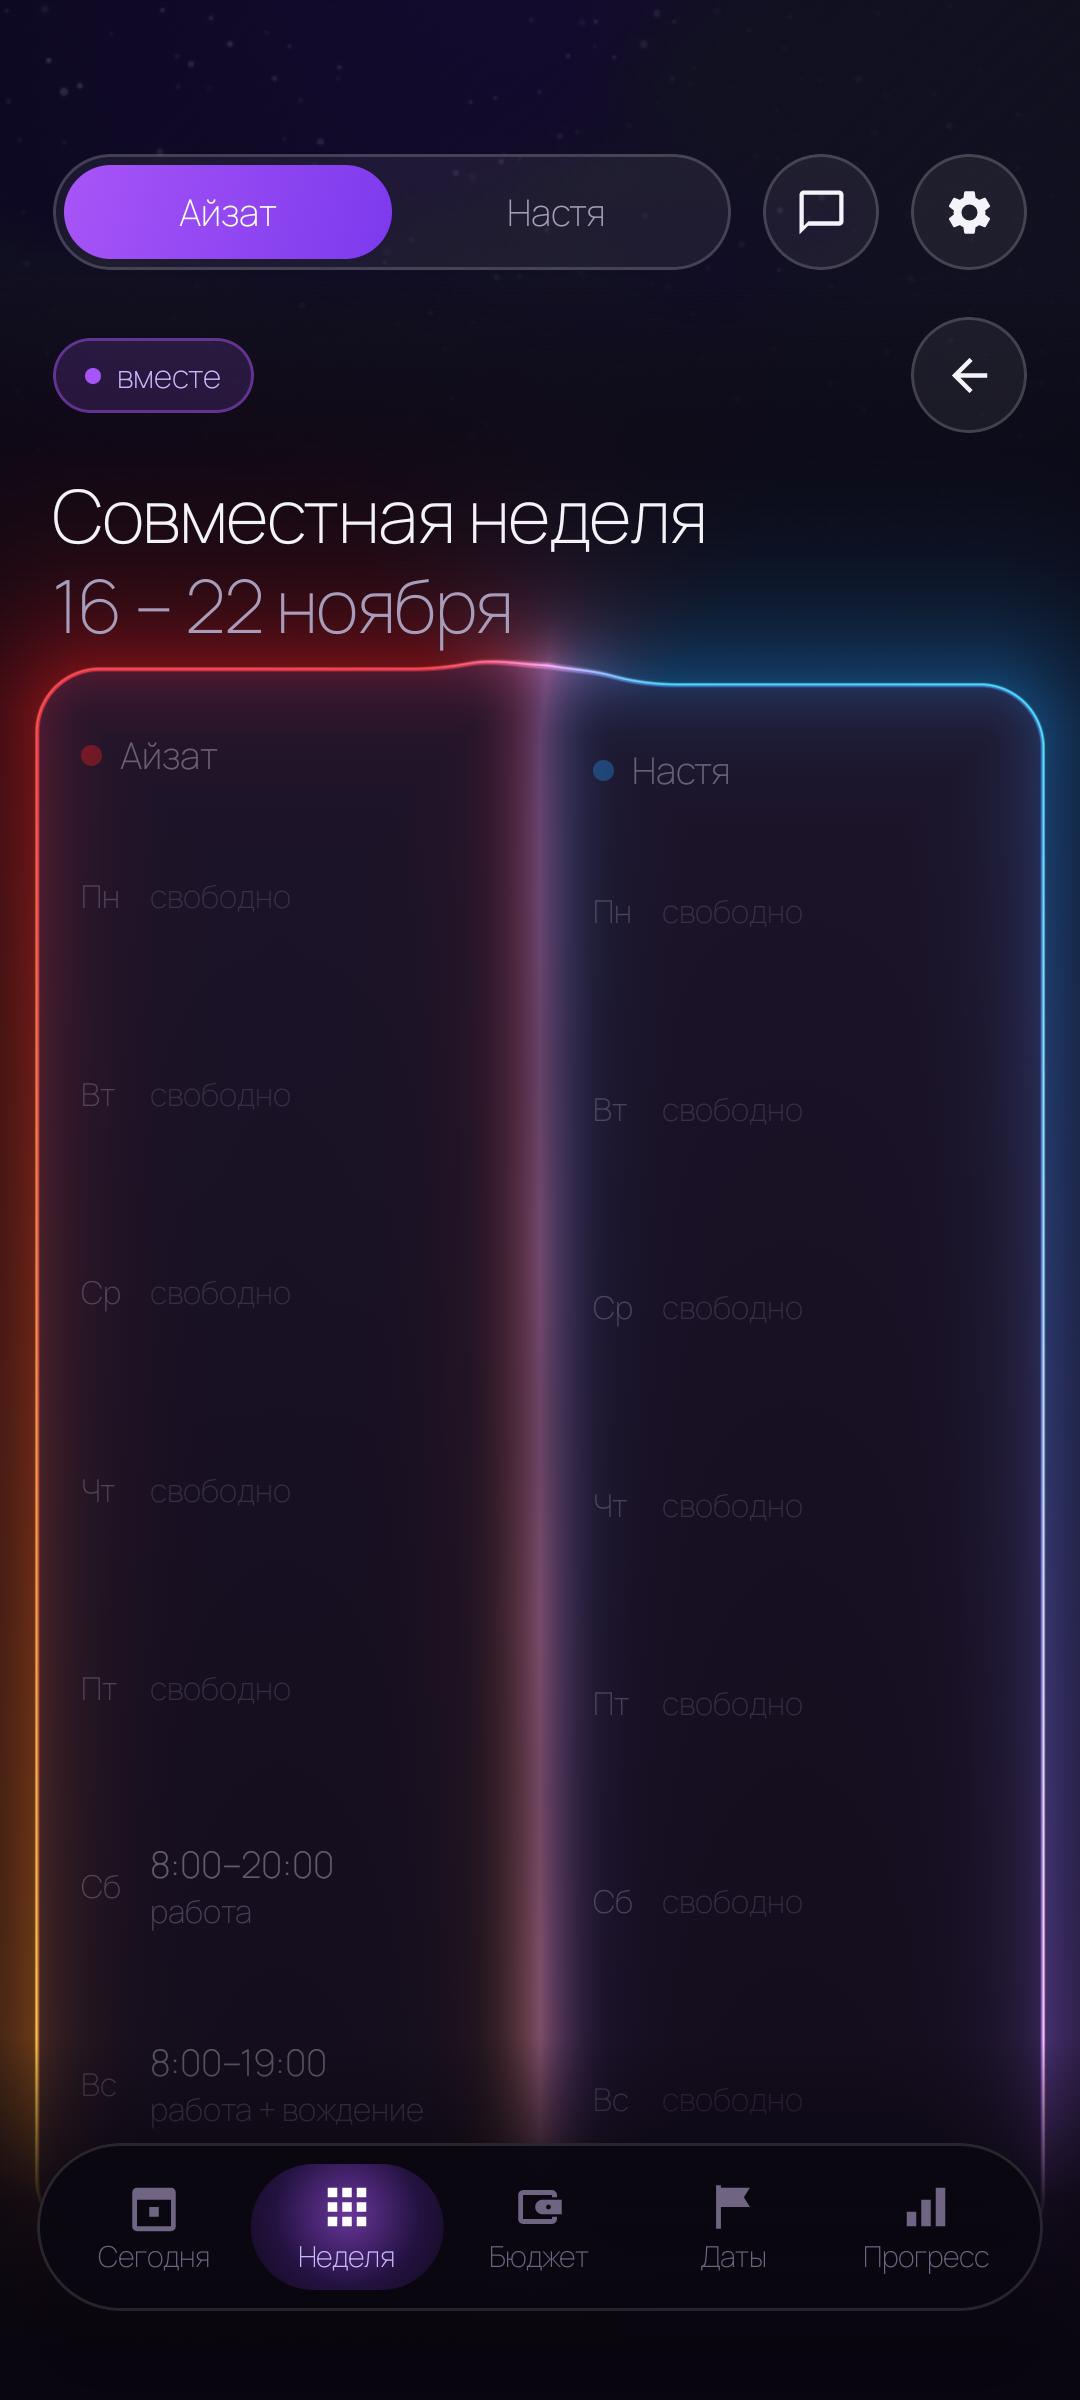 Айзат
Настя
вместе
Совместная неделя
16 – 22 ноября
Айзат
Пн свободно
Вт свободно
Ср свободно
Чт свободно
Пт свободно
Сб 8:00–20:00
работа
Вс 8:00–19:00
работа + вождение
Настя
Пн свободно
Вт свободно
Ср свободно
Чт свободно
Пт свободно
Сб свободно
Вс свободно
Сегодня
Неделя
Бюджет
Даты
Прогресс